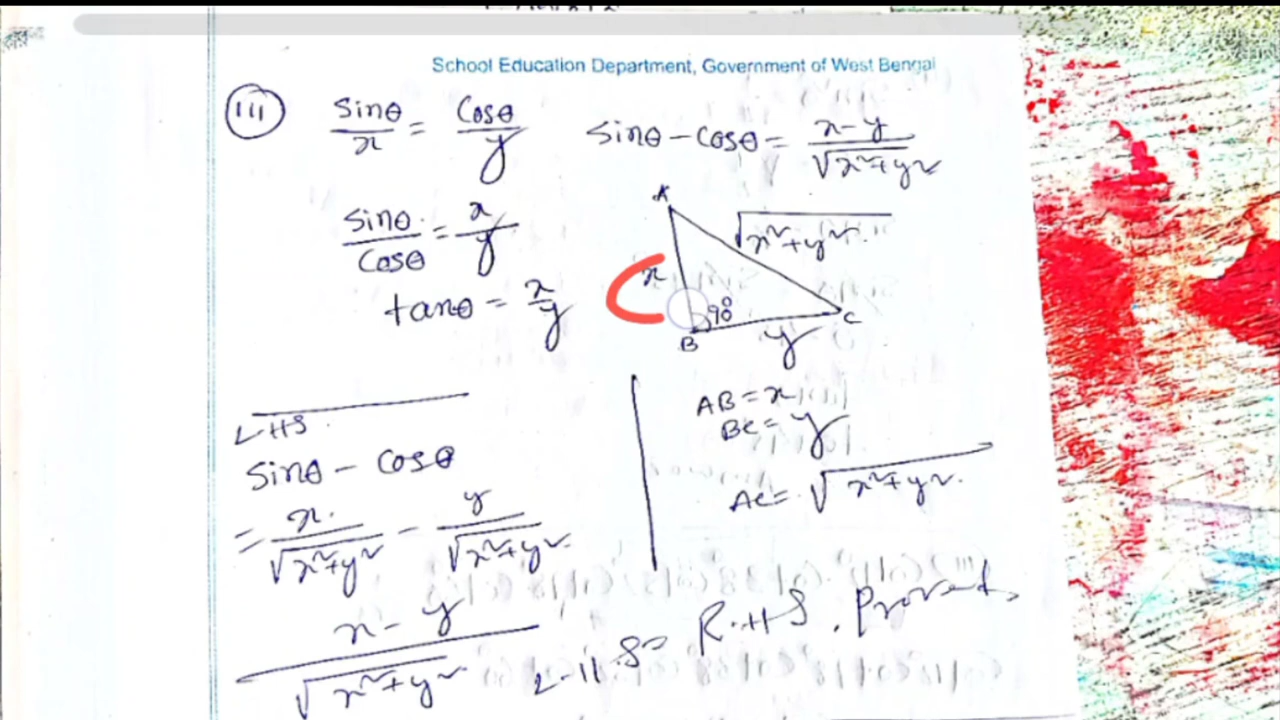 School Education Department, Government of West Bengal
(iii) sinθ/x = cosθ/y   sinθ - cosθ = x-y/√x²+y²
sinθ/cosθ = x/y
tanθ = x/y
A
√x²+y²
x
90°
B
C
y
AB = x
BC = y
AC = √x²+y².
LHS.
sinθ - cosθ
= x/√x²+y² - y/√x²+y²
x-y/√x²+y²
L.H.S = R.H.S. Proved.